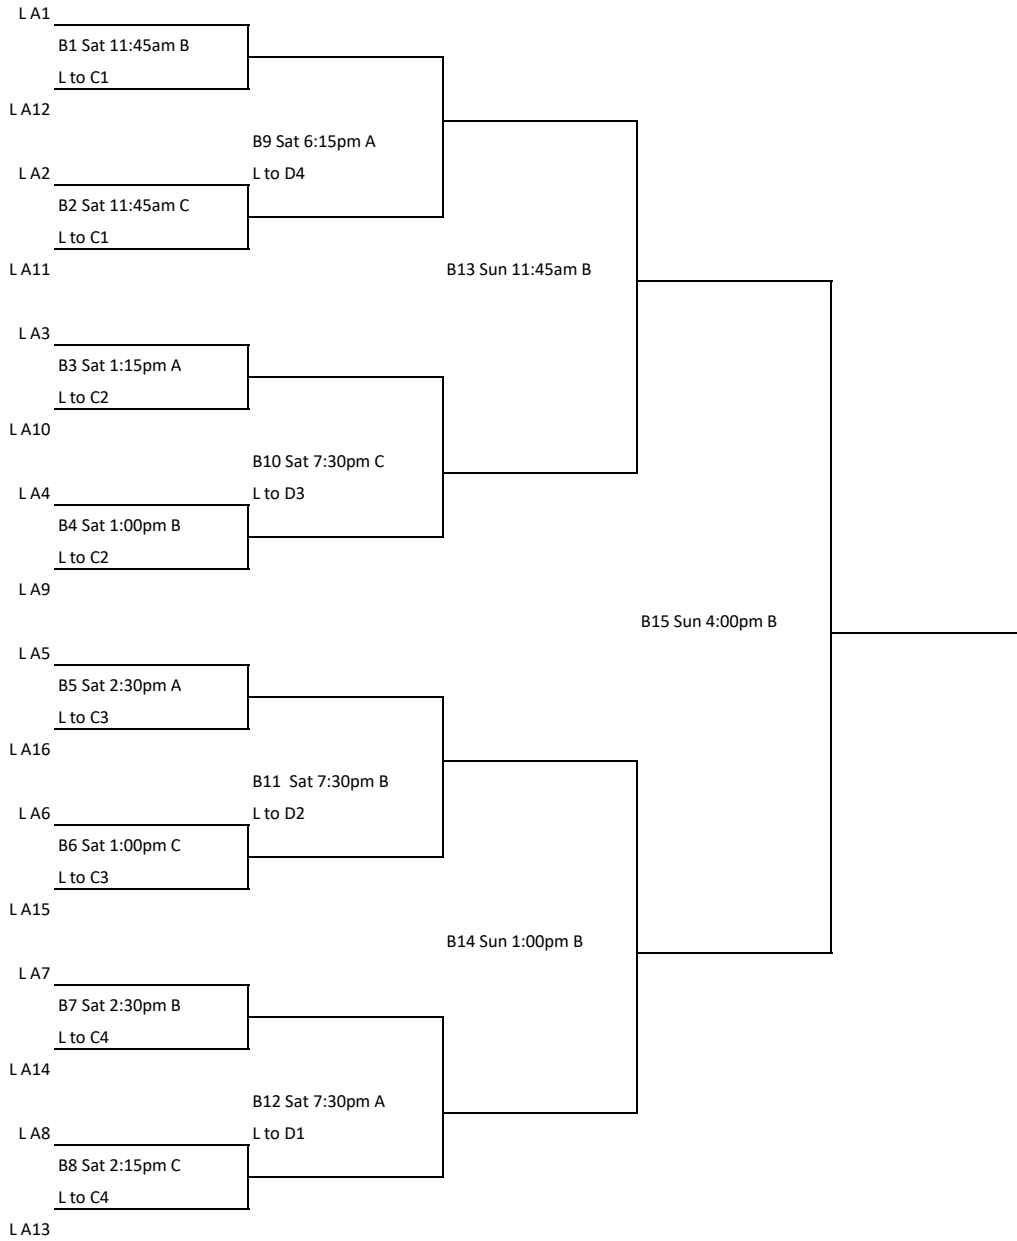 L A1
B1 Sat 11:45am B
L to C1
L A12
B9 Sat 6:15pm A
L A2
L to D4
B2 Sat 11:45am C
L to C1
L A11
B13 Sun 11:45am B
L A3
B3 Sat 1:15pm A
L to C2
L A10
B10 Sat 7:30pm C
L A4
L to D3
B4 Sat 1:00pm B
L to C2
L A9
B15 Sun 4:00pm B
L A5
B5 Sat 2:30pm A
L to C3
L A16
B11  Sat 7:30pm B
L A6
L to D2
B6 Sat 1:00pm C
L to C3
L A15
B14 Sun 1:00pm B
L A7
B7 Sat 2:30pm B
L to C4
L A14
B12 Sat 7:30pm A
L A8
L to D1
B8 Sat 2:15pm C
L to C4
L A13